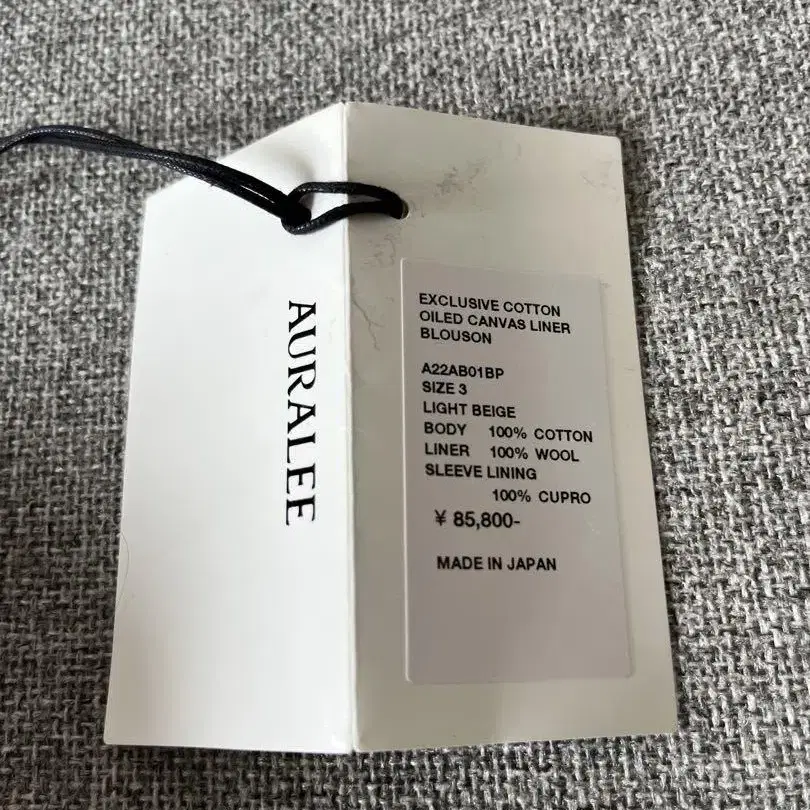 AURALEE
EXCLUSIVE COTTON
OILED CANVAS LINER
BLOUSON
A22AB01BP
SIZE 3
LIGHT BEIGE
BODY 100% COTTON
LINER 100% WOOL
SLEEVE LINING
100% CUPRO
¥ 85,800-
MADE IN JAPAN